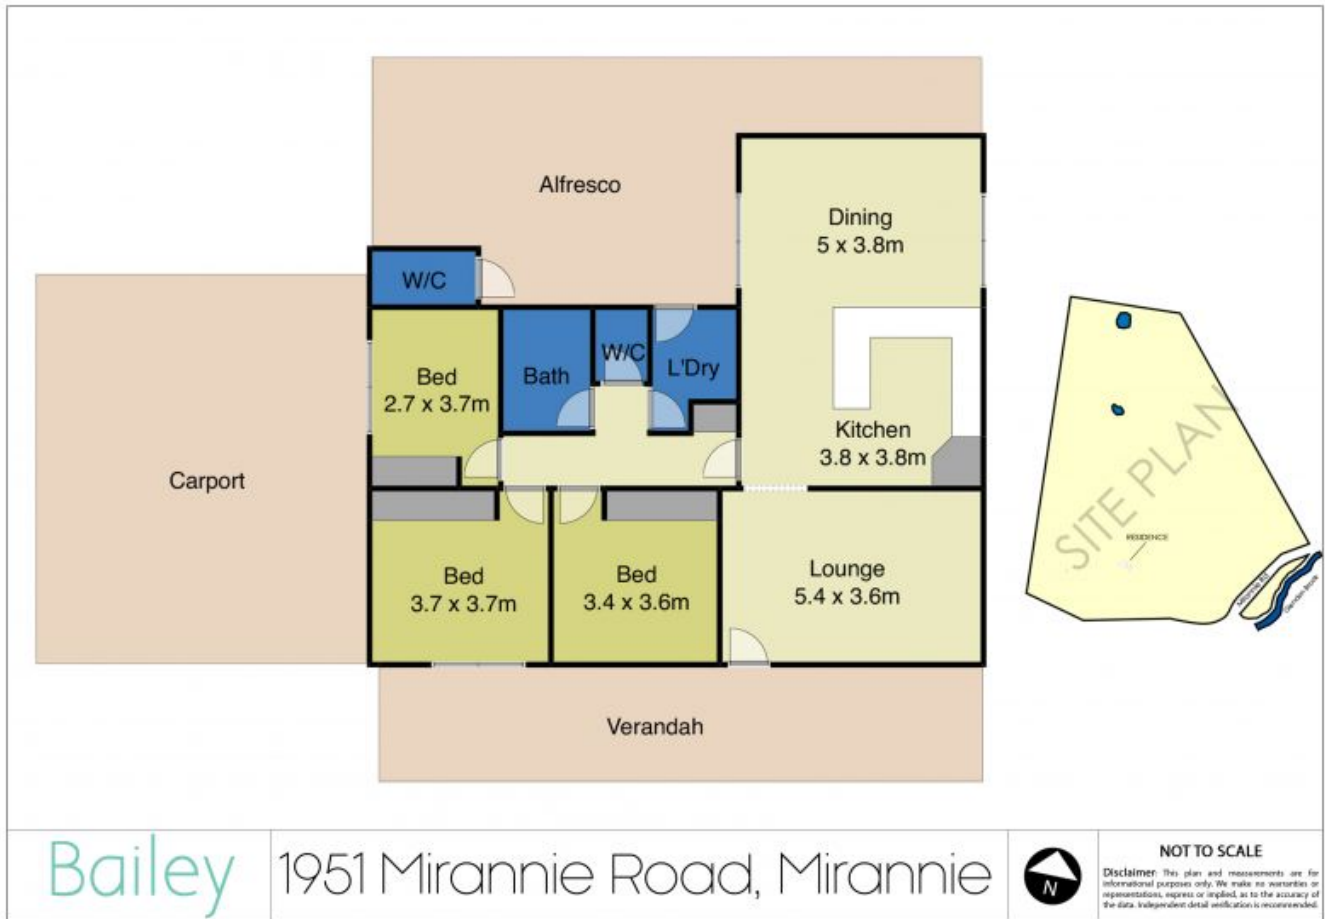 Alfresco
Dining
5 x 3.8m
W/C
Bed
2.7 x 3.7m
Bath
W/C
L'Dry
Kitchen
3.8 x 3.8m
Carport
Bed
3.7 x 3.7m
Bed
3.4 x 3.6m
Lounge
5.4 x 3.6m
Verandah
SITE PLAN
RESIDENCE
Mirannie Rd
Bailey
1951 Mirannie Road, Mirannie
N
NOT TO SCALE
Disclaimer: This plan and measurements are for
informational purposes only. We make no warranties or
representations, express or implied, as to the accuracy of
the data. Independent detail verification is recommended.